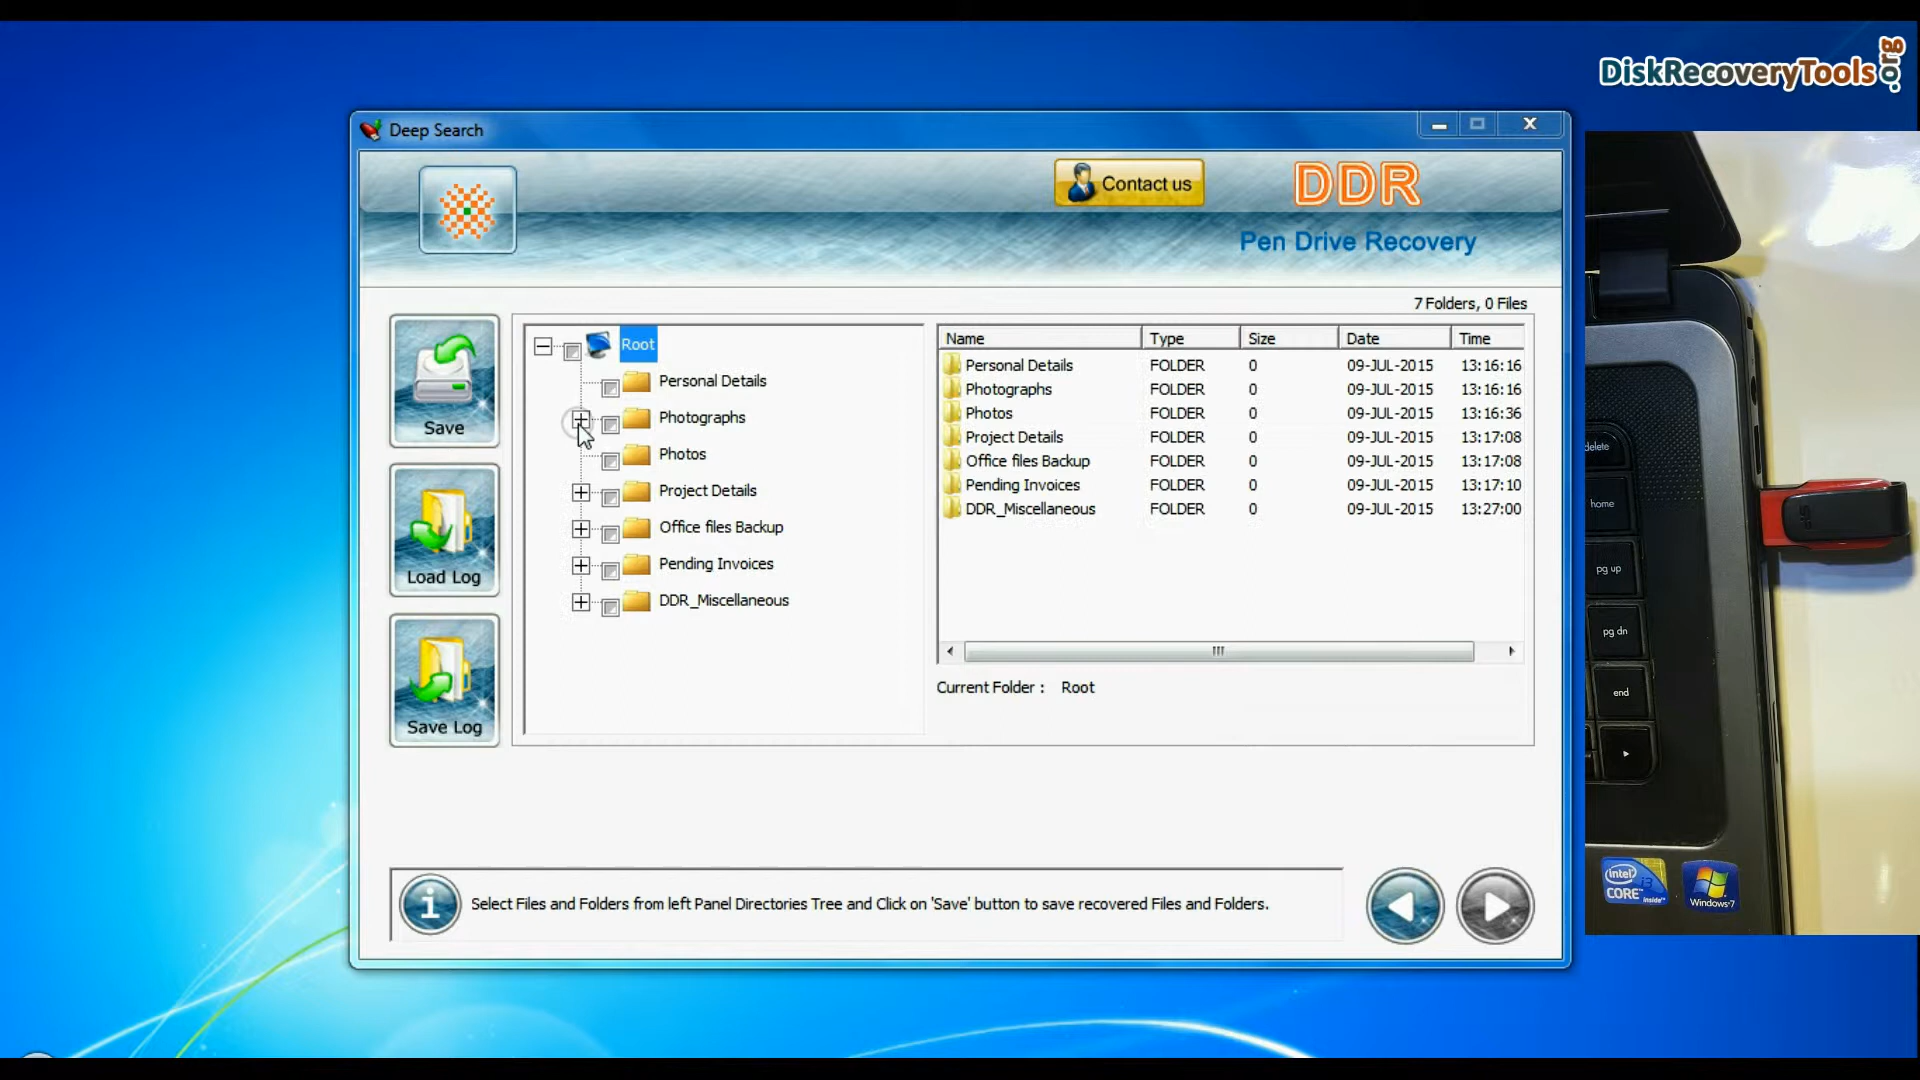 DiskRecoveryTools.org
Deep Search
Contact us
DDR
Pen Drive Recovery
7 Folders, 0 Files
Save
Load Log
Save Log
Root
Personal Details
Photographs
Photos
Project Details
Office files Backup
Pending Invoices
DDR_Miscellaneous
Name Type Size Date Time
Personal Details FOLDER 0 09-JUL-2015 13:16:16
Photographs FOLDER 0 09-JUL-2015 13:16:16
Photos FOLDER 0 09-JUL-2015 13:16:36
Project Details FOLDER 0 09-JUL-2015 13:17:08
Office files Backup FOLDER 0 09-JUL-2015 13:17:08
Pending Invoices FOLDER 0 09-JUL-2015 13:17:10
DDR_Miscellaneous FOLDER 0 09-JUL-2015 13:27:00
Current Folder : Root
Select Files and Folders from left Panel Directories Tree and Click on 'Save' button to save recovered Files and Folders.
delete
home
pg up
pg dn
end
intel
CORE i3
inside
Windows 7